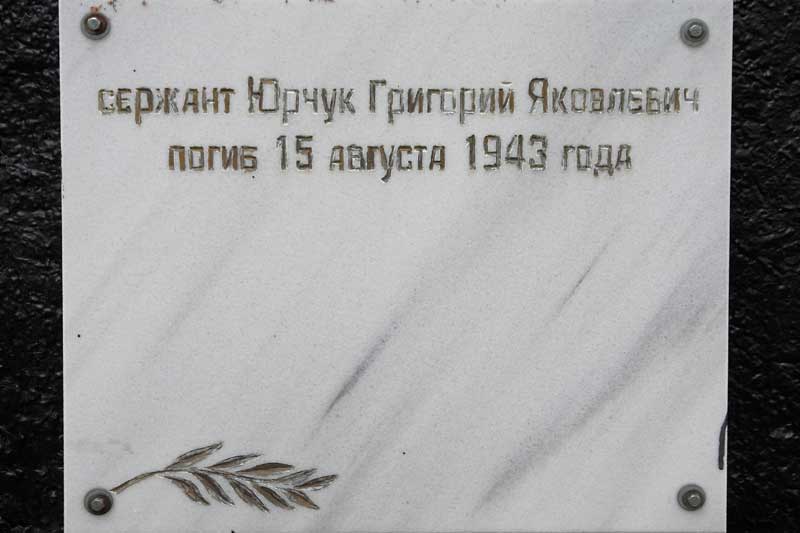 сержант Юрчук Григорий Яковлевич
погиб 15 августа 1943 года